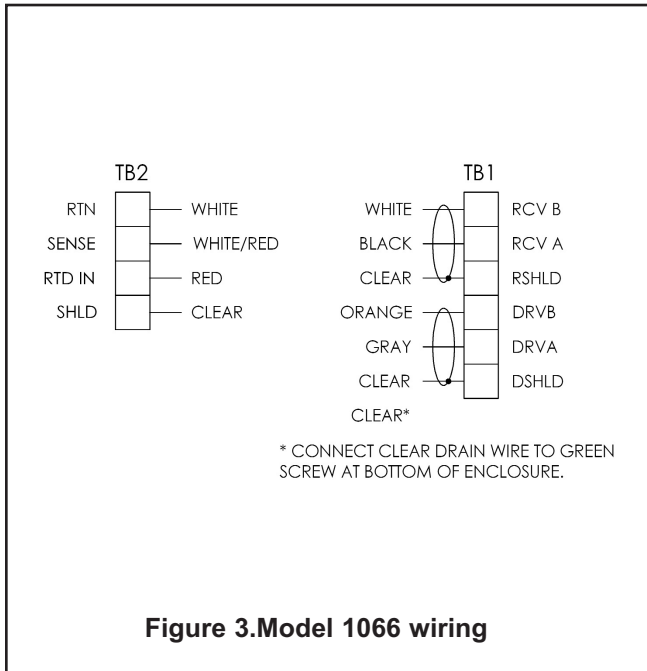 TB2
RTN WHITE
SENSE WHITE/RED
RTD IN RED
SHLD CLEAR
TB1
WHITE RCV B
BLACK RCV A
CLEAR RSHLD
ORANGE DRVB
GRAY DRVA
CLEAR DSHLD
CLEAR*
* CONNECT CLEAR DRAIN WIRE TO GREEN
SCREW AT BOTTOM OF ENCLOSURE.
Figure 3.Model 1066 wiring